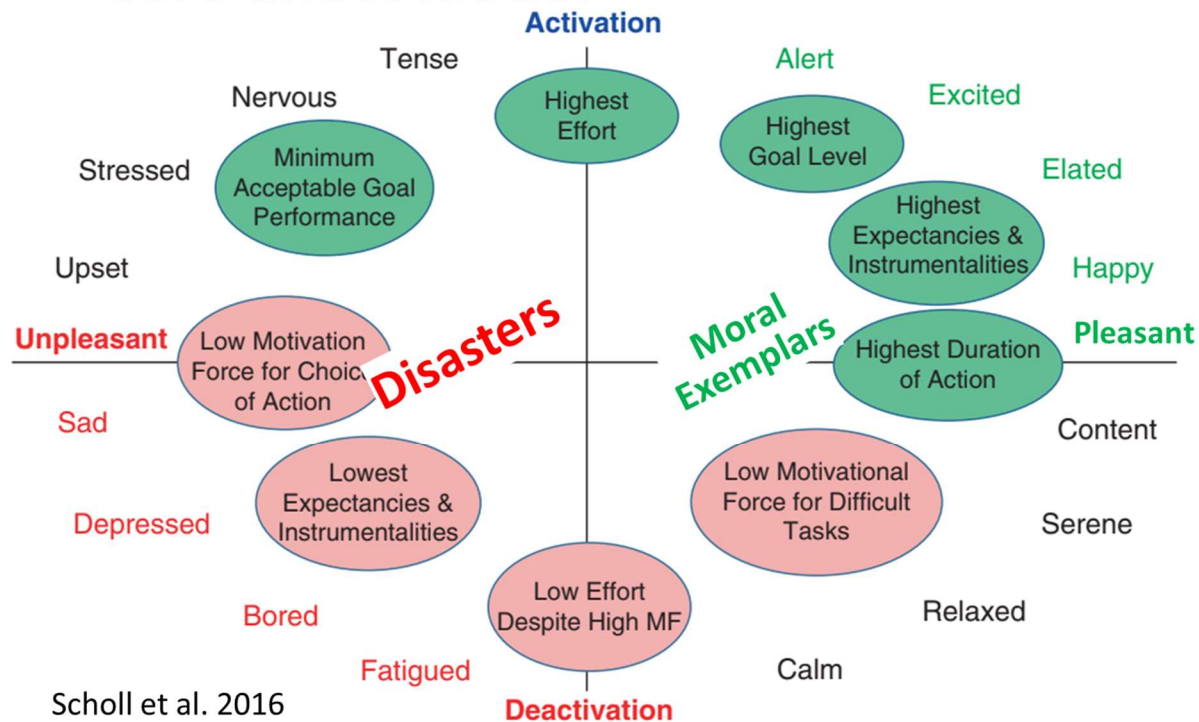 Activation
Tense
Alert
Nervous
Highest
Effort
Excited
Highest
Goal Level
Stressed
Minimum
Acceptable Goal
Performance
Elated
Highest
Expectancies &
Instrumentalities
Upset
Happy
Unpleasant
Low Motivation
Force for Choic
of Action
Disasters
Moral
Exemplars
Highest Duration
of Action
Pleasant
Sad
Content
Lowest
Expectancies &
Instrumentalities
Low Motivational
Force for Difficult
Tasks
Depressed
Serene
Low Effort
Despite High MF
Bored
Relaxed
Fatigued
Calm
Scholl et al. 2016
Deactivation